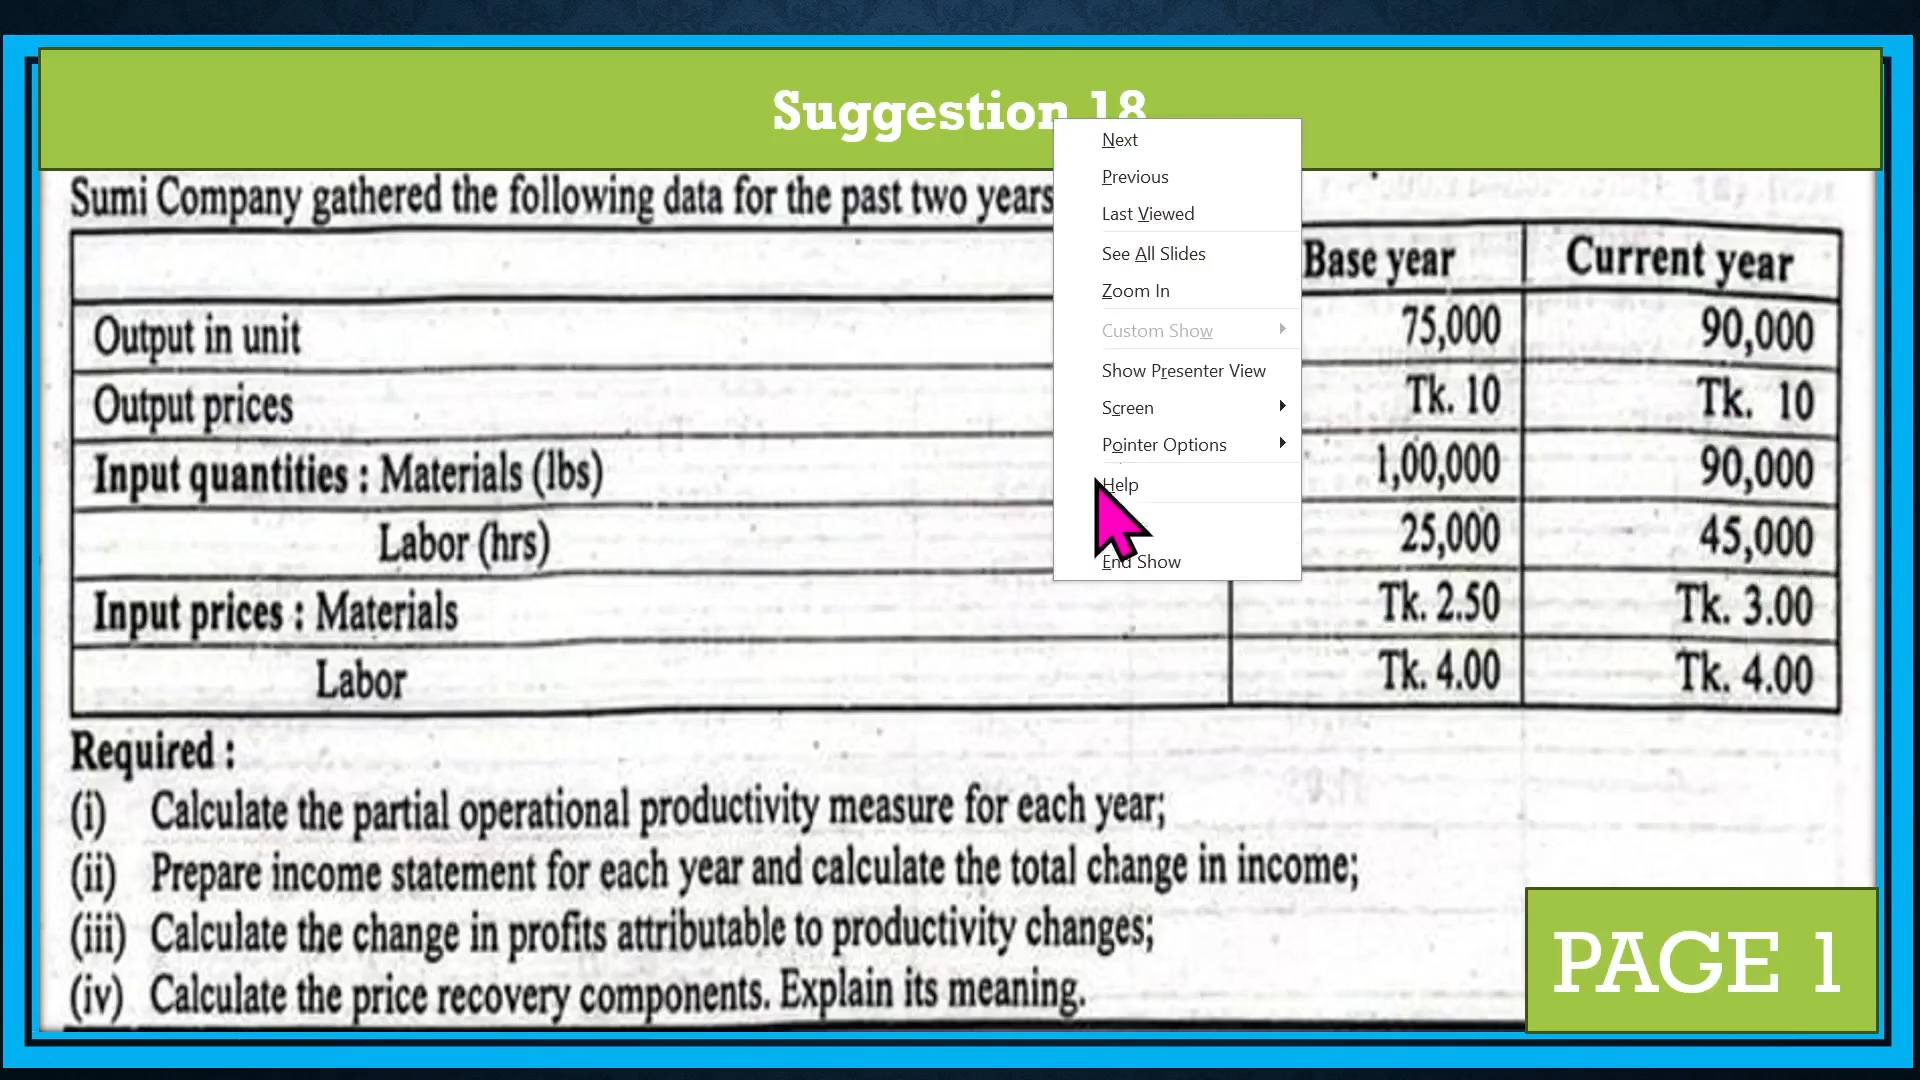 Suggestion 18
Sumi Company gathered the following data for the past two years
Base year Current year
Output in unit 75,000 90,000
Output prices Tk. 10 Tk. 10
Input quantities : Materials (lbs) 1,00,000 90,000
Labor (hrs) 25,000 45,000
Input prices : Materials Tk. 2.50 Tk. 3.00
Labor Tk. 4.00 Tk. 4.00
Required :
(i) Calculate the partial operational productivity measure for each year;
(ii) Prepare income statement for each year and calculate the total change in income;
(iii) Calculate the change in profits attributable to productivity changes;
(iv) Calculate the price recovery components. Explain its meaning.
PAGE 1
Next
Previous
Last Viewed
See All Slides
Zoom In
Custom Show
Show Presenter View
Screen
Pointer Options
Help
End Show